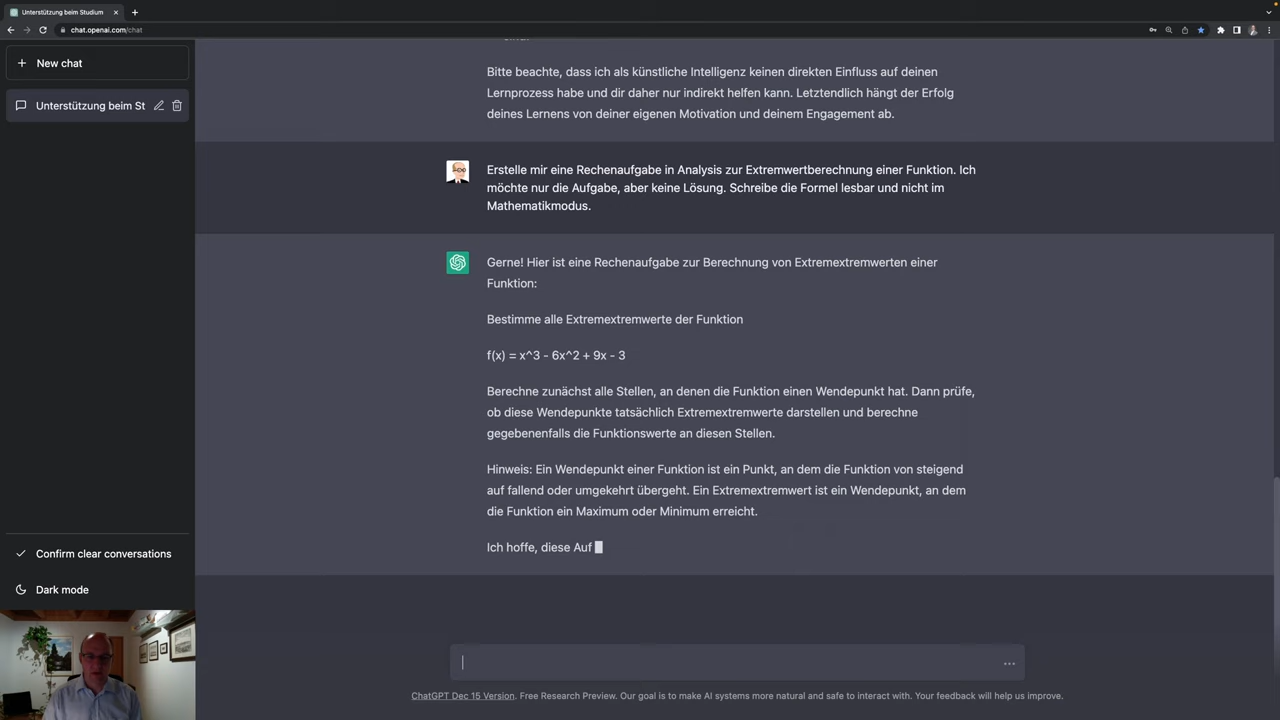 Unterstützung beim Studium
chat.openai.com/chat
New chat
Unterstützung beim St
Bitte beachte, dass ich als künstliche Intelligenz keinen direkten Einfluss auf deinen
Lernprozess habe und dir daher nur indirekt helfen kann. Letztendlich hängt der Erfolg
deines Lernens von deiner eigenen Motivation und deinem Engagement ab.
Erstelle mir eine Rechenaufgabe in Analysis zur Extremwertberechnung einer Funktion. Ich
möchte nur die Aufgabe, aber keine Lösung. Schreibe die Formel lesbar und nicht im
Mathematikmodus.
Gerne! Hier ist eine Rechenaufgabe zur Berechnung von Extremextremwerten einer
Funktion:
Bestimme alle Extremextremwerte der Funktion
f(x) = x^3 - 6x^2 + 9x - 3
Berechne zunächst alle Stellen, an denen die Funktion einen Wendepunkt hat. Dann prüfe,
ob diese Wendepunkte tatsächlich Extremextremwerte darstellen und berechne
gegebenenfalls die Funktionswerte an diesen Stellen.
Hinweis: Ein Wendepunkt einer Funktion ist ein Punkt, an dem die Funktion von steigend
auf fallend oder umgekehrt übergeht. Ein Extremextremwert ist ein Wendepunkt, an dem
die Funktion ein Maximum oder Minimum erreicht.
Ich hoffe, diese Auf
Confirm clear conversations
Dark mode
ChatGPT Dec 15 Version. Free Research Preview. Our goal is to make AI systems more natural and safe to interact with. Your feedback will help us improve.